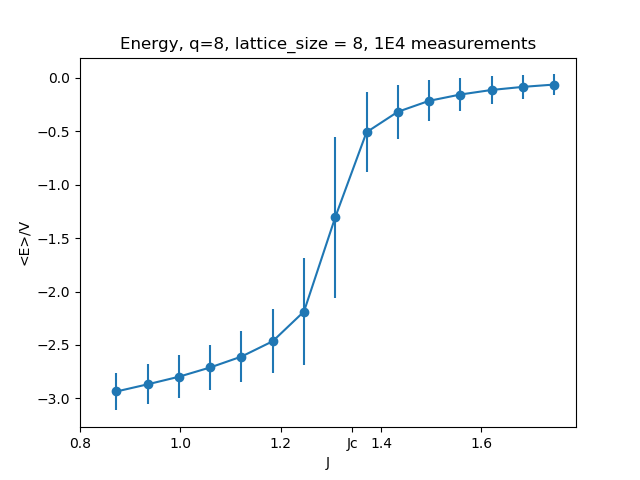 Energy, q=8, lattice_size = 8, 1E4 measurements
0.0
−0.5
−1.0
−1.5
−2.0
−2.5
−3.0
<E>/V
0.8 1.0 1.2 Jc 1.4 1.6
J